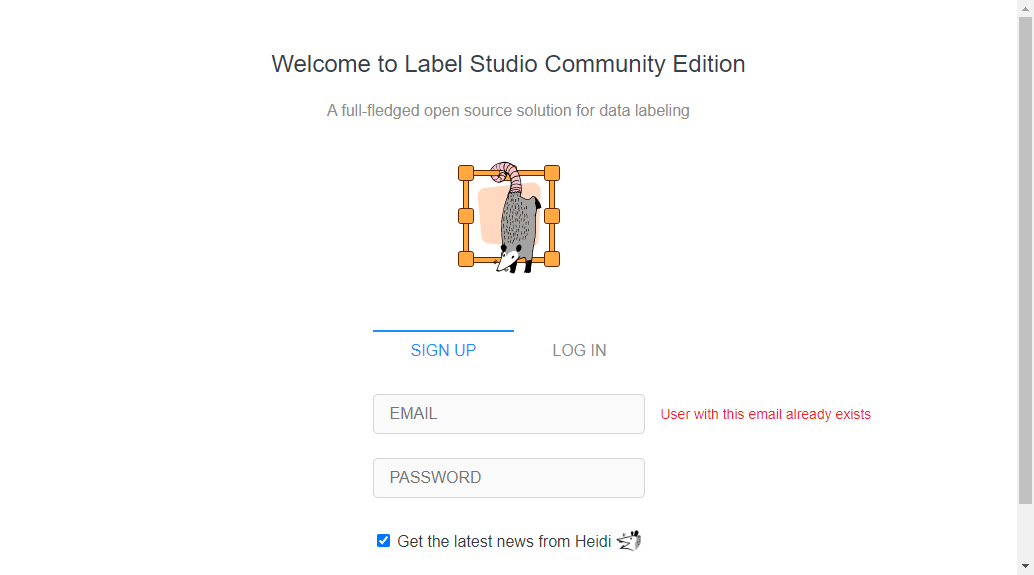 Welcome to Label Studio Community Edition
A full-fledged open source solution for data labeling
SIGN UP LOG IN
EMAIL User with this email already exists
PASSWORD
Get the latest news from Heidi